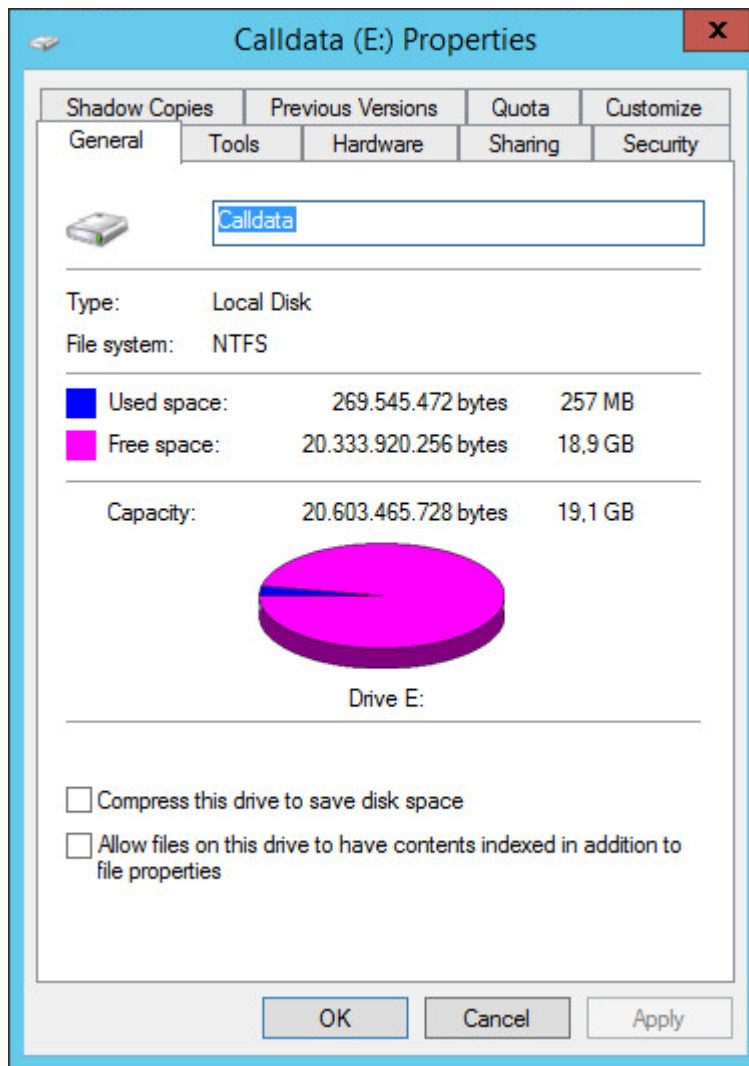 Calldata (E:) Properties
x
Shadow Copies Previous Versions Quota Customize
General Tools Hardware Sharing Security
Calldata
Type: Local Disk
File system: NTFS
Used space: 269.545.472 bytes 257 MB
Free space: 20.333.920.256 bytes 18,9 GB
Capacity: 20.603.465.728 bytes 19,1 GB
Drive E:
Compress this drive to save disk space
Allow files on this drive to have contents indexed in addition to
file properties
OK Cancel Apply